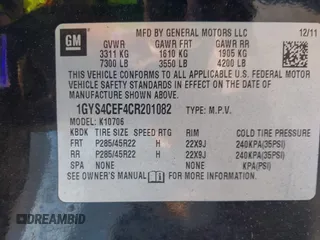 GM
MFD BY GENERAL MOTORS LLC 12/11
GVWR GAWR FRT GAWR RR
3311 KG 1610 KG 1905 KG
7300 LB 3550 LB 4200 LB
THIS VEHICLE CONFORMS TO ALL APPLICABLE U.S. FEDERAL MOTOR
VEHICLE SAFETY STANDARDS IN EFFECT ON THE DATE OF
MANUFACTURE SHOWN ABOVE.
1GYS4CEF4CR201082 TYPE: M.P.V.
MODEL: K10706
KBDK TIRE SIZE SPEED RTG RIM COLD TIRE PRESSURE
FRT P285/45R22 H 22X9J 240KPA(35PSI)
RR P285/45R22 H 22X9J 240KPA(35PSI)
KPA(PSI)
SEE OWNER'S MANUAL FOR ADDITIONAL INFORMATION.
DREAMBID